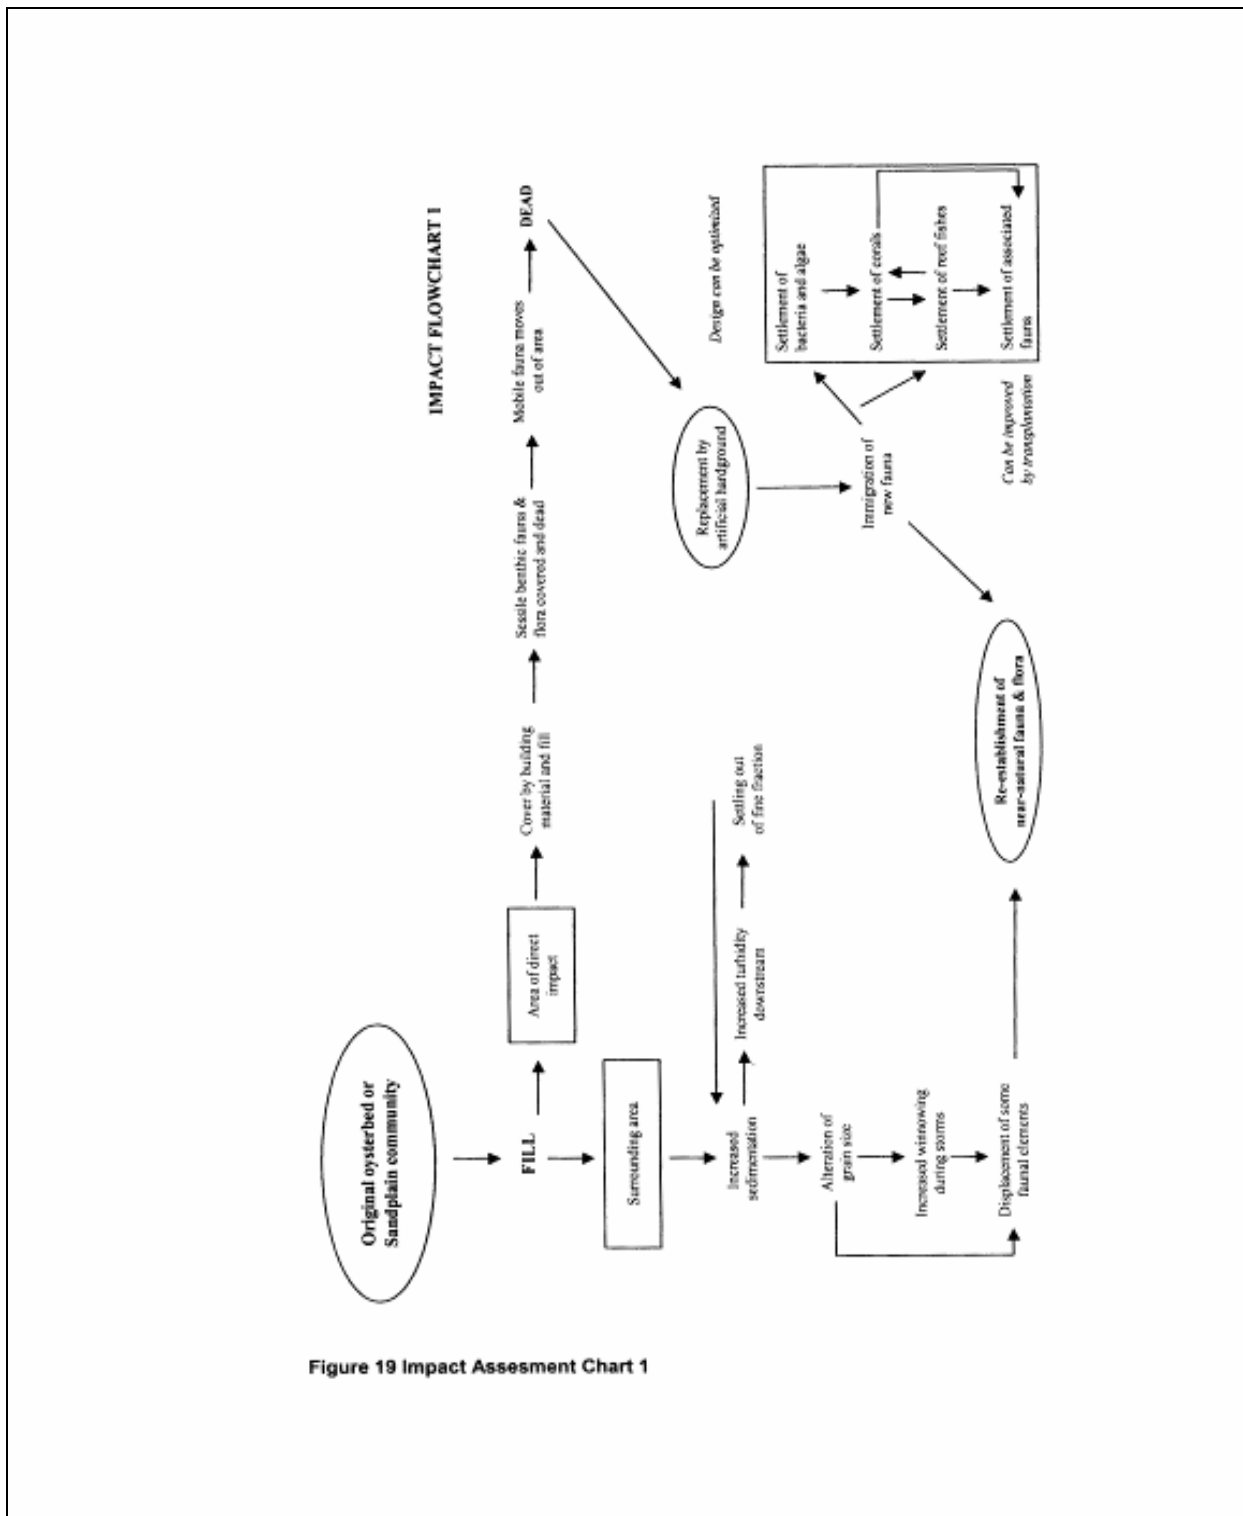 IMPACT FLOWCHART 1
Original oysterbed or
Sandplain community
FILL
Area of direct
impact
Cover by building
material and fill
Sessile benthic fauna &
flora covered and dead
Mobile fauna moves
out of area
DEAD
Surrounding area
Increased
sedimentation
Increased turbidity
downstream
Settling out
of fine fraction
Replacement by
artificial hardground
Design can be optimized
Alteration of
grain size
Immigration of
new fauna
Settlement of
bacteria and algae
Settlement of corals
Settlement of reef fishes
Settlement of associated
fauna
Increased winnowing
during storms
Displacement of some
faunal elements
Re-establishment of
near-natural fauna & flora
Can be improved
by transplantation
Figure 19 Impact Assesment Chart 1